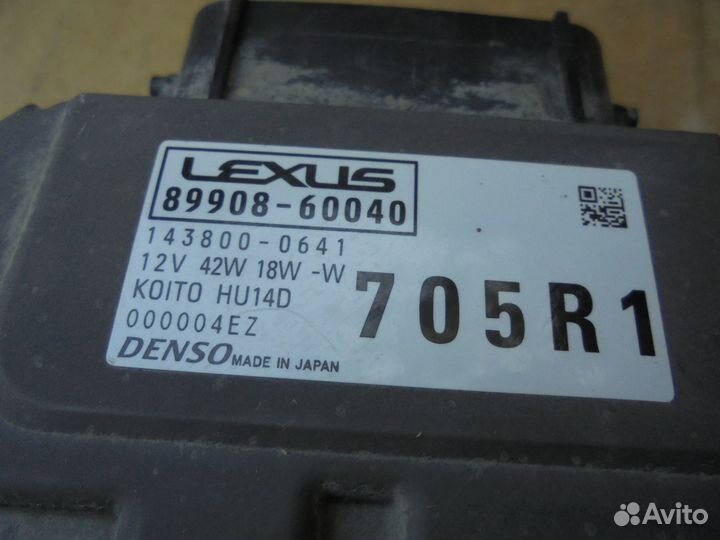 LEXUS
89908-60040
143800-0641
12V 42W 18W -W
KOITO HU14D
000004EZ
705R1
DENSO MADE IN JAPAN
Avito